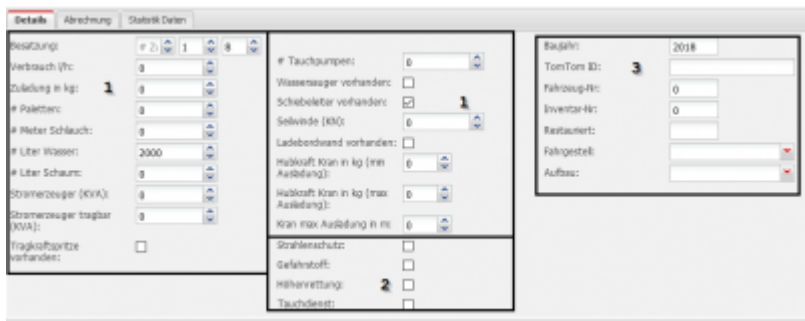 Details Abrechnung Statistik Daten
Besatzung: # Zu 1 8
Verbrauch l/h: 0
Zuladung in kg: 1 0
# Paletten: 0
# Meter Schlauch: 0
# Liter Wasser: 2000
# Liter Schaum: 0
Stromerzeuger (KVA): 0
Stromerzeuger tragbar
(KVA): 0
Tragkraftspritze
vorhanden:
# Tauchpumpen: 0
Wassersauger vorhanden:
Schiebeleiter vorhanden: 1
Seilwinde (KN): 0
Ladebordwand vorhanden:
Hubkraft Kran in kg (min
Ausladung): 0
Hubkraft Kran in kg (max
Ausladung): 0
Kran max Ausladung in m: 0
Strahlenschutz:
Gefahrstoff:
Höhenrettung: 2
Tauchdienst:
Baujahr: 2018
TomTom ID: 3
Fahrzeug-Nr: 0
Inventar-Nr: 0
Restauriert:
Fahrgestell:
Aufbau: